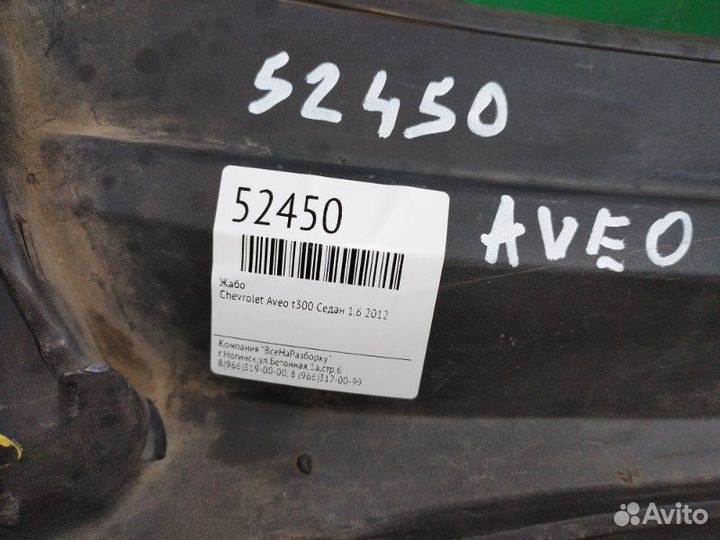 52450
AVEO
52450
Жабо
Chevrolet Aveo t300 Седан 1.6 2012
Компания "ВсеНаРазборку"
г.Ногинск,ул.Бетонная,1а,стр.6
8(966)319-00-00, 8 (966)317-00-99
Avito